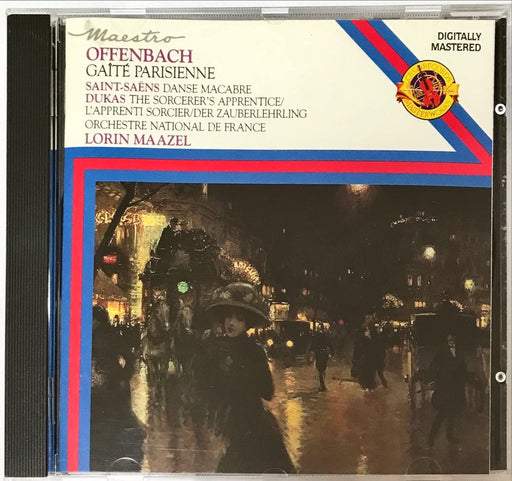 Maestro
DIGITALLY
MASTERED
OFFENBACH
GAÎTÉ PARISIENNE
SAINT-SAËNS DANSE MACABRE
DUKAS THE SORCERER'S APPRENTICE/
L'APPRENTI SORCIER/DER ZAUBERLEHRLING
ORCHESTRE NATIONAL DE FRANCE
LORIN MAAZEL